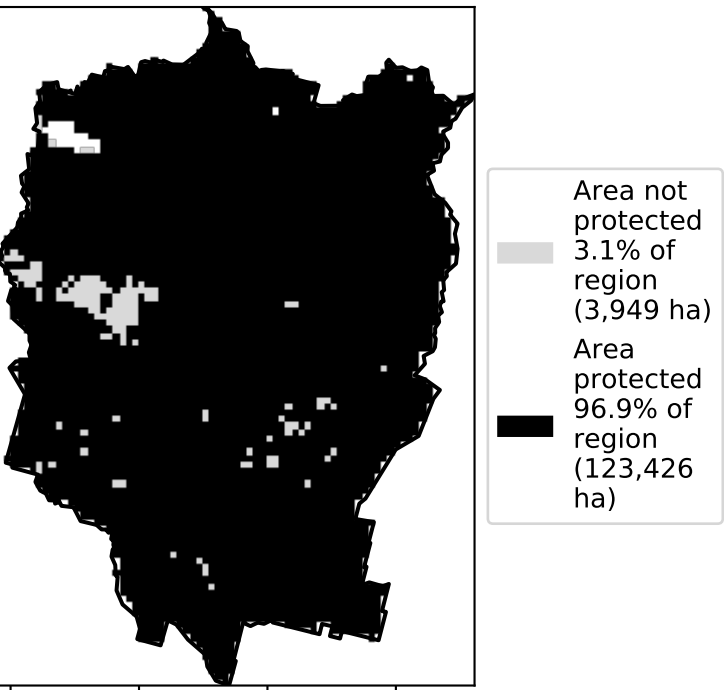 Area not
protected
3.1% of
region
(3,949 ha)
Area
protected
96.9% of
region
(123,426
ha)